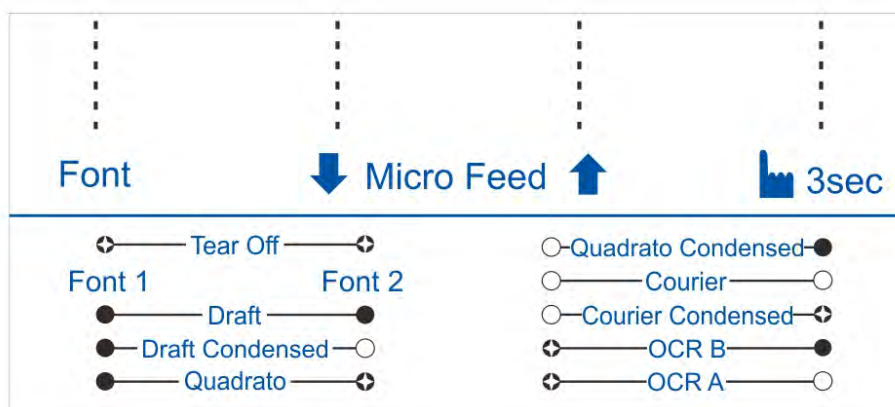 Font
Micro Feed
3sec
Tear Off
Font 1 Font 2
Draft
Draft Condensed
Quadrato
Quadrato Condensed
Courier
Courier Condensed
OCR B
OCR A